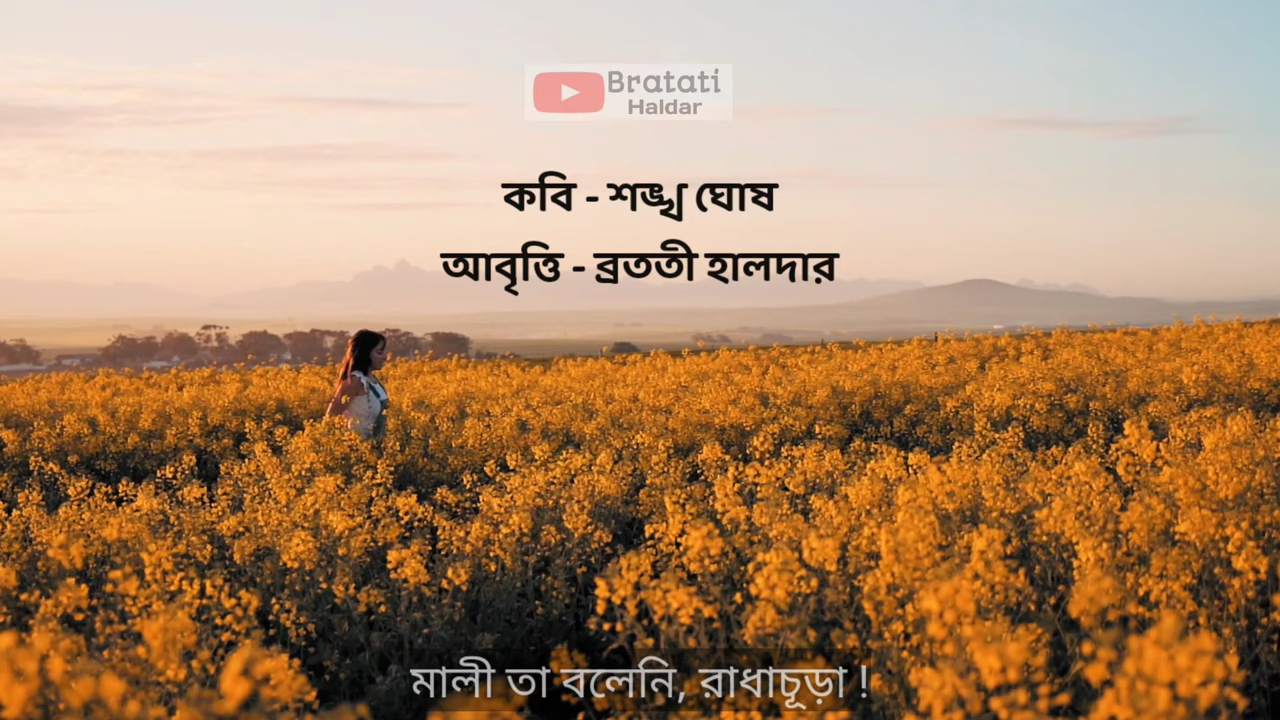 Bratati
Haldar
কবি - শঙ্খ ঘোষ
আবৃত্তি - ব্রততী হালদার
মালী তা বলেনি, রাধাচূড়া !